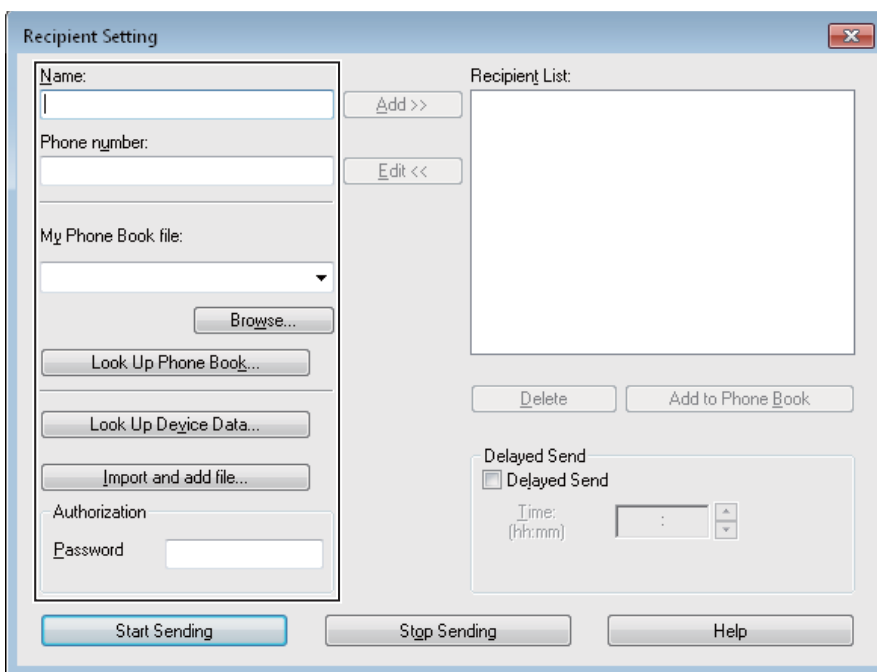 Recipient Setting
Name:
Add >>
Phone number:
Edit <<
My Phone Book file:
Browse...
Look Up Phone Book...
Look Up Device Data...
Import and add file...
Authorization
Password
Recipient List:
Delete
Add to Phone Book
Delayed Send
Delayed Send
Time:
(hh:mm)
:
Start Sending
Stop Sending
Help